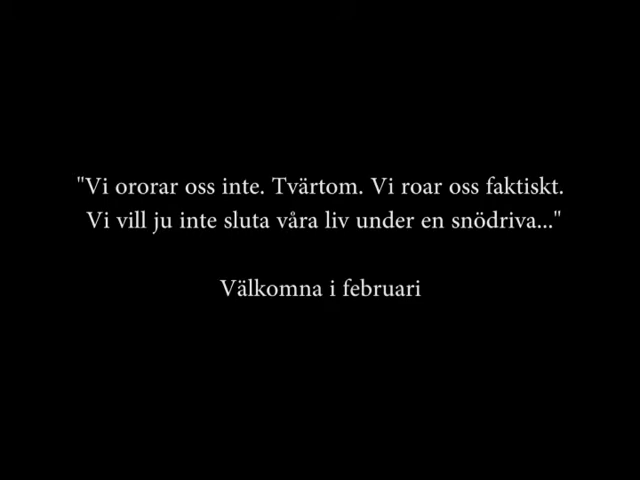 "Vi ororar oss inte. Tvärtom. Vi roar oss faktiskt.
Vi vill ju inte sluta våra liv under en snödriva..."
Välkomna i februari